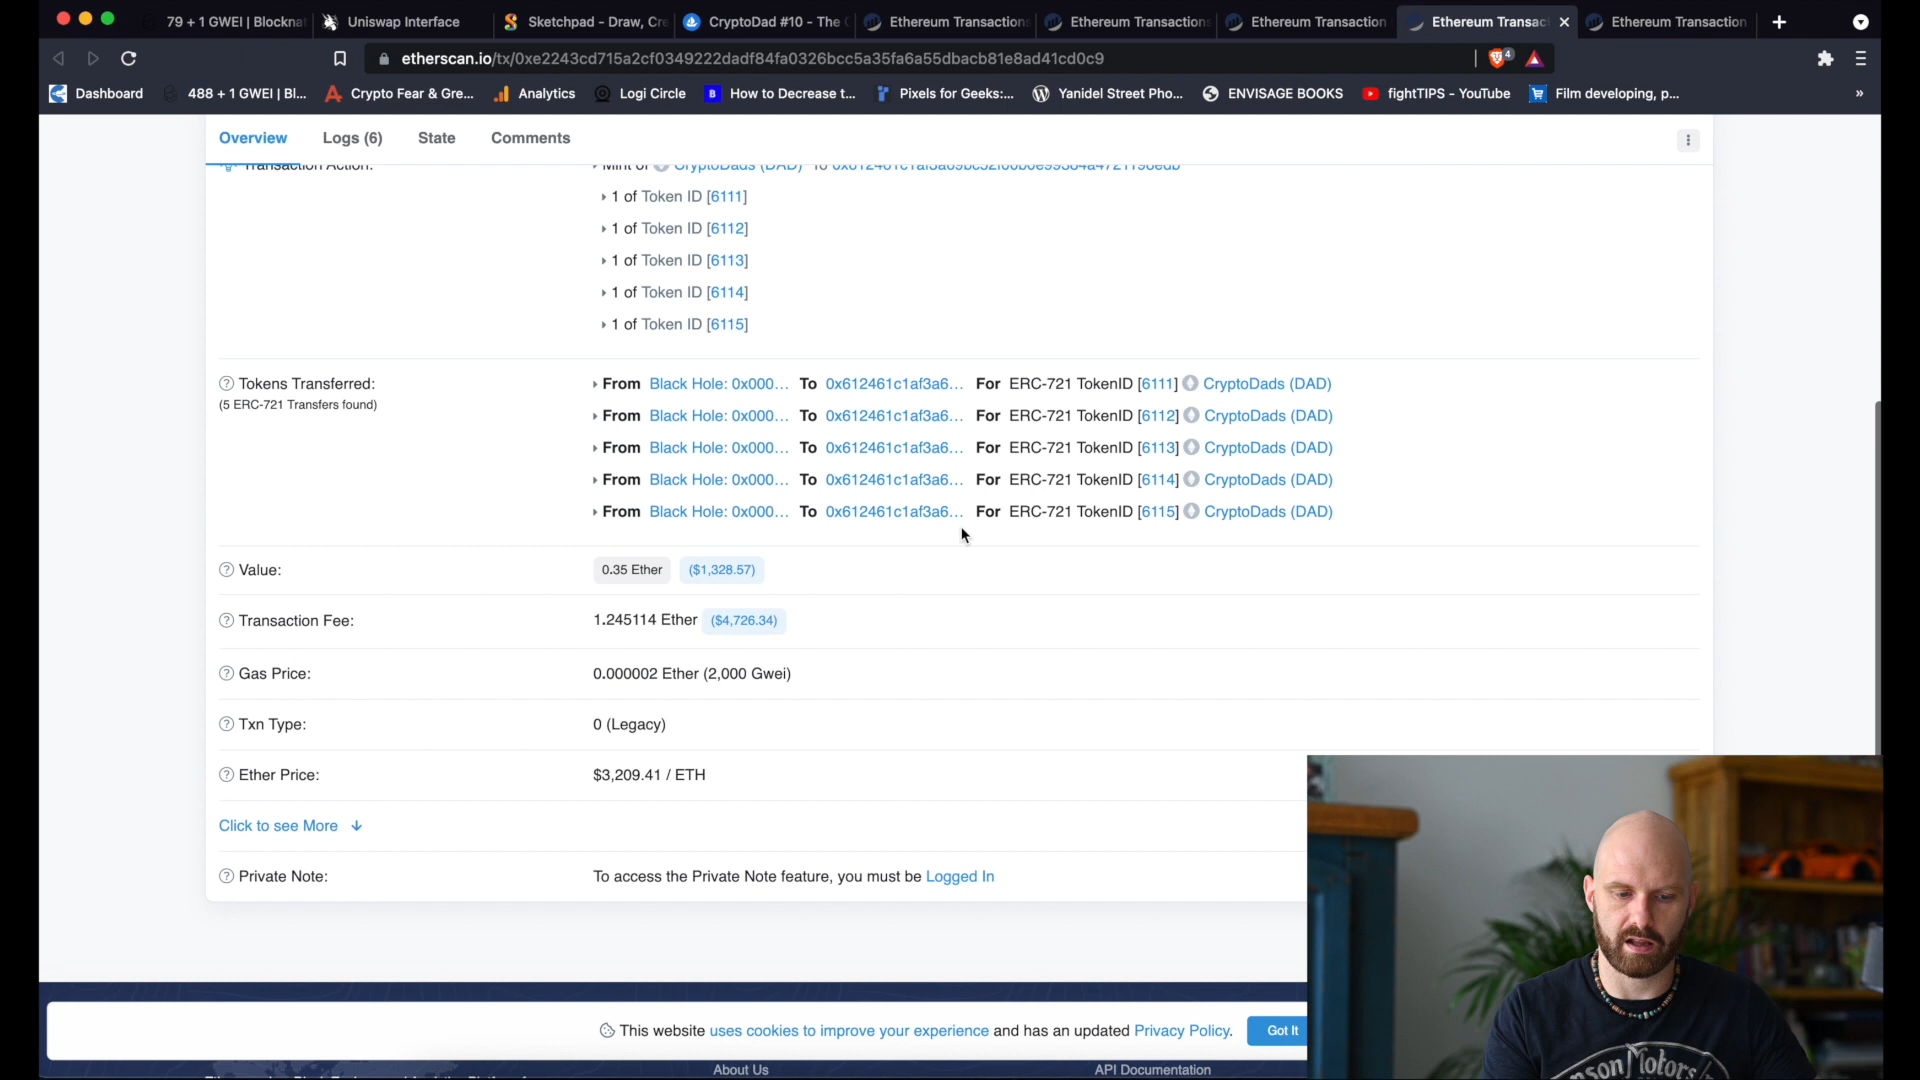 79 + 1 GWEI | Blocknat
Uniswap Interface
Sketchpad - Draw, Cre
CryptoDad #10 - The C
Ethereum Transaction
Ethereum Transactions
Ethereum Transaction
Ethereum Transac
Ethereum Transaction
etherscan.io/tx/0xe2243cd715a2cf0349222dadf84fa0326bcc5a35fa6a55dbacb81e8ad41cd0c9
4
Dashboard
488 + 1 GWEI | Bl...
Crypto Fear & Gre...
Analytics
Logi Circle
How to Decrease t...
Pixels for Geeks:...
Yanidel Street Pho...
ENVISAGE BOOKS
fightTIPS - YouTube
Film developing, p...
»
Overview
Logs (6)
State
Comments
Transaction Action:
Mint of CryptoDads (DAD) To
1 of Token ID [6111]
1 of Token ID [6112]
1 of Token ID [6113]
1 of Token ID [6114]
1 of Token ID [6115]
Tokens Transferred:
(5 ERC-721 Transfers found)
From Black Hole: 0x000... To 0x612461c1af3a6... For ERC-721 TokenID [6111] CryptoDads (DAD)
From Black Hole: 0x000... To 0x612461c1af3a6... For ERC-721 TokenID [6112] CryptoDads (DAD)
From Black Hole: 0x000... To 0x612461c1af3a6... For ERC-721 TokenID [6113] CryptoDads (DAD)
From Black Hole: 0x000... To 0x612461c1af3a6... For ERC-721 TokenID [6114] CryptoDads (DAD)
From Black Hole: 0x000... To 0x612461c1af3a6... For ERC-721 TokenID [6115] CryptoDads (DAD)
Value: 0.35 Ether ($1,328.57)
Transaction Fee: 1.245114 Ether ($4,726.34)
Gas Price: 0.000002 Ether (2,000 Gwei)
Txn Type: 0 (Legacy)
Ether Price: $3,209.41 / ETH
Click to see More
Private Note: To access the Private Note feature, you must be Logged In
This website uses cookies to improve your experience and has an updated Privacy Policy. Got It
About Us
API Documentation
son Motors